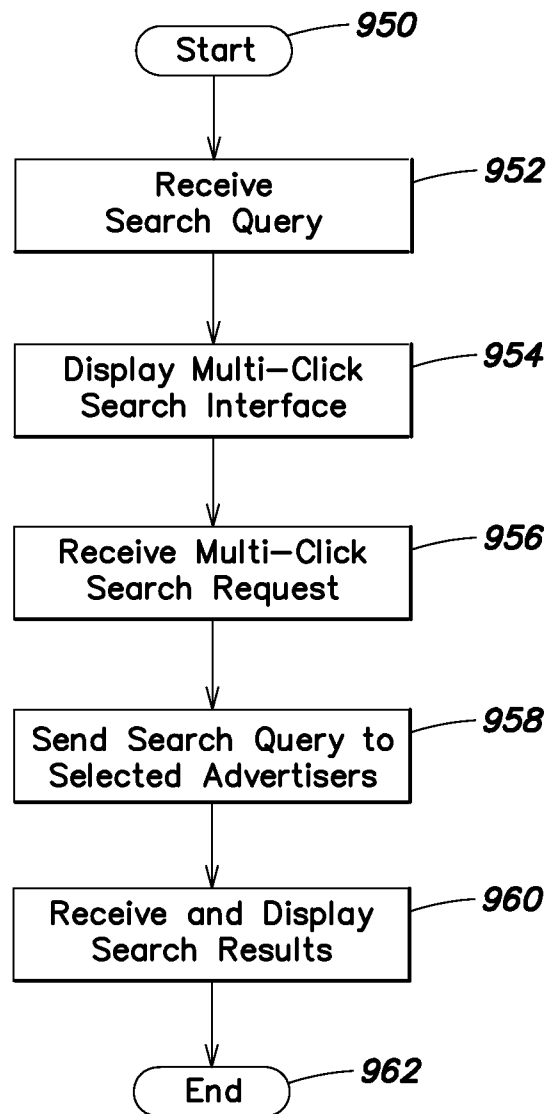 950
Start
952
Receive
Search Query
954
Display Multi-Click
Search Interface
956
Receive Multi-Click
Search Request
958
Send Search Query to
Selected Advertisers
960
Receive and Display
Search Results
962
End